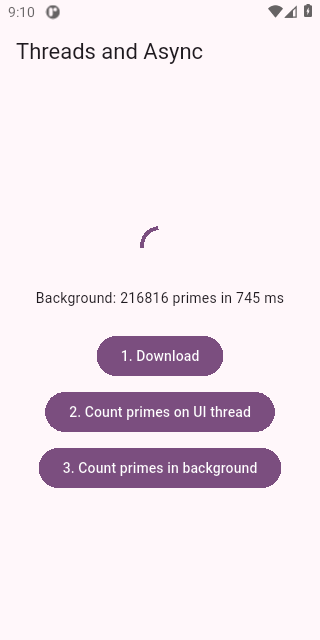 9:10
Threads and Async
Background: 216816 primes in 745 ms
1. Download
2. Count primes on UI thread
3. Count primes in background